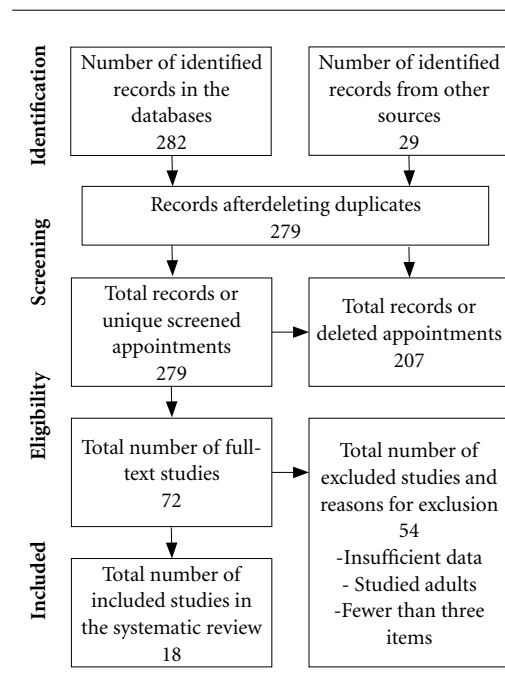 Identification
Number of identified
records in the
databases
282
Number of identified
records from other
sources
29
Records afterdeleting duplicates
279
Screening
Total records or
unique screened
appointments
279
Total records or
deleted appointments
207
Eligibility
Total number of full-
text studies
72
Total number of
excluded studies and
reasons for exclusion
54
-Insufficient data
- Studied adults
-Fewer than three
items
Included
Total number of
included studies in
the systematic review
18